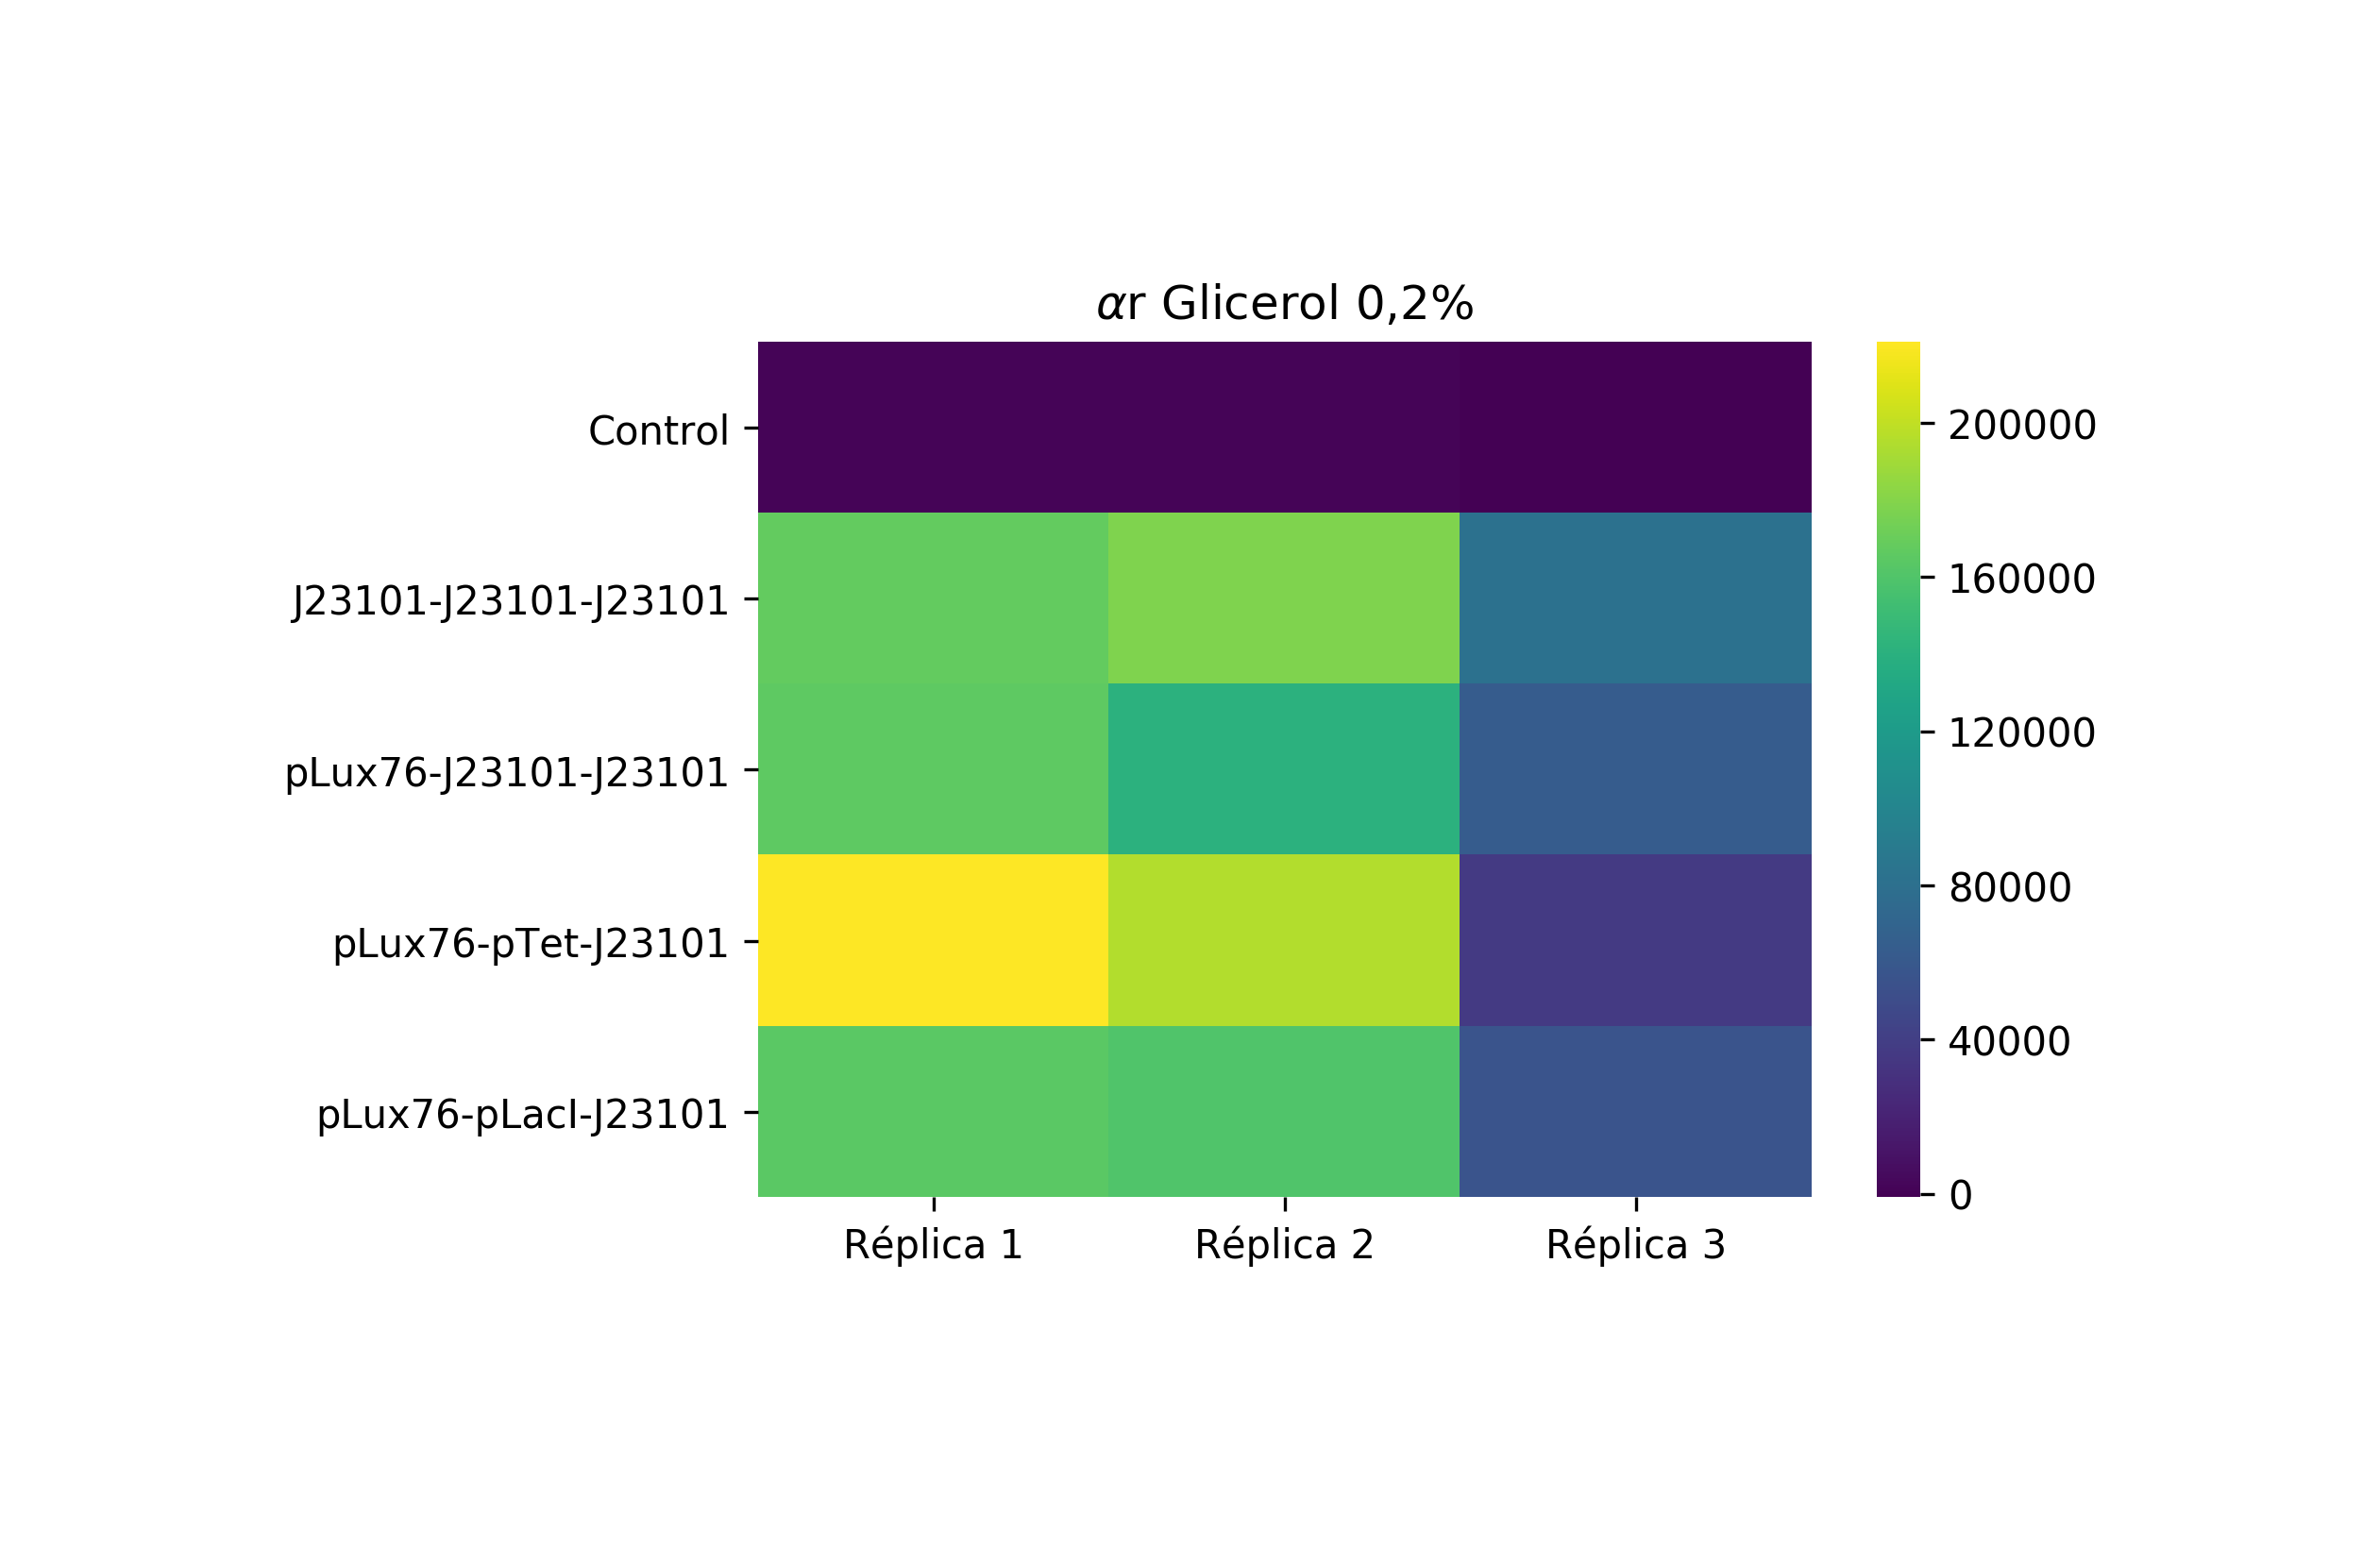 αr Glicerol 0,2%
Control
J23101-J23101-J23101
pLux76-J23101-J23101
pLux76-pTet-J23101
pLux76-pLacI-J23101
Réplica 1
Réplica 2
Réplica 3
200000
160000
120000
80000
40000
0